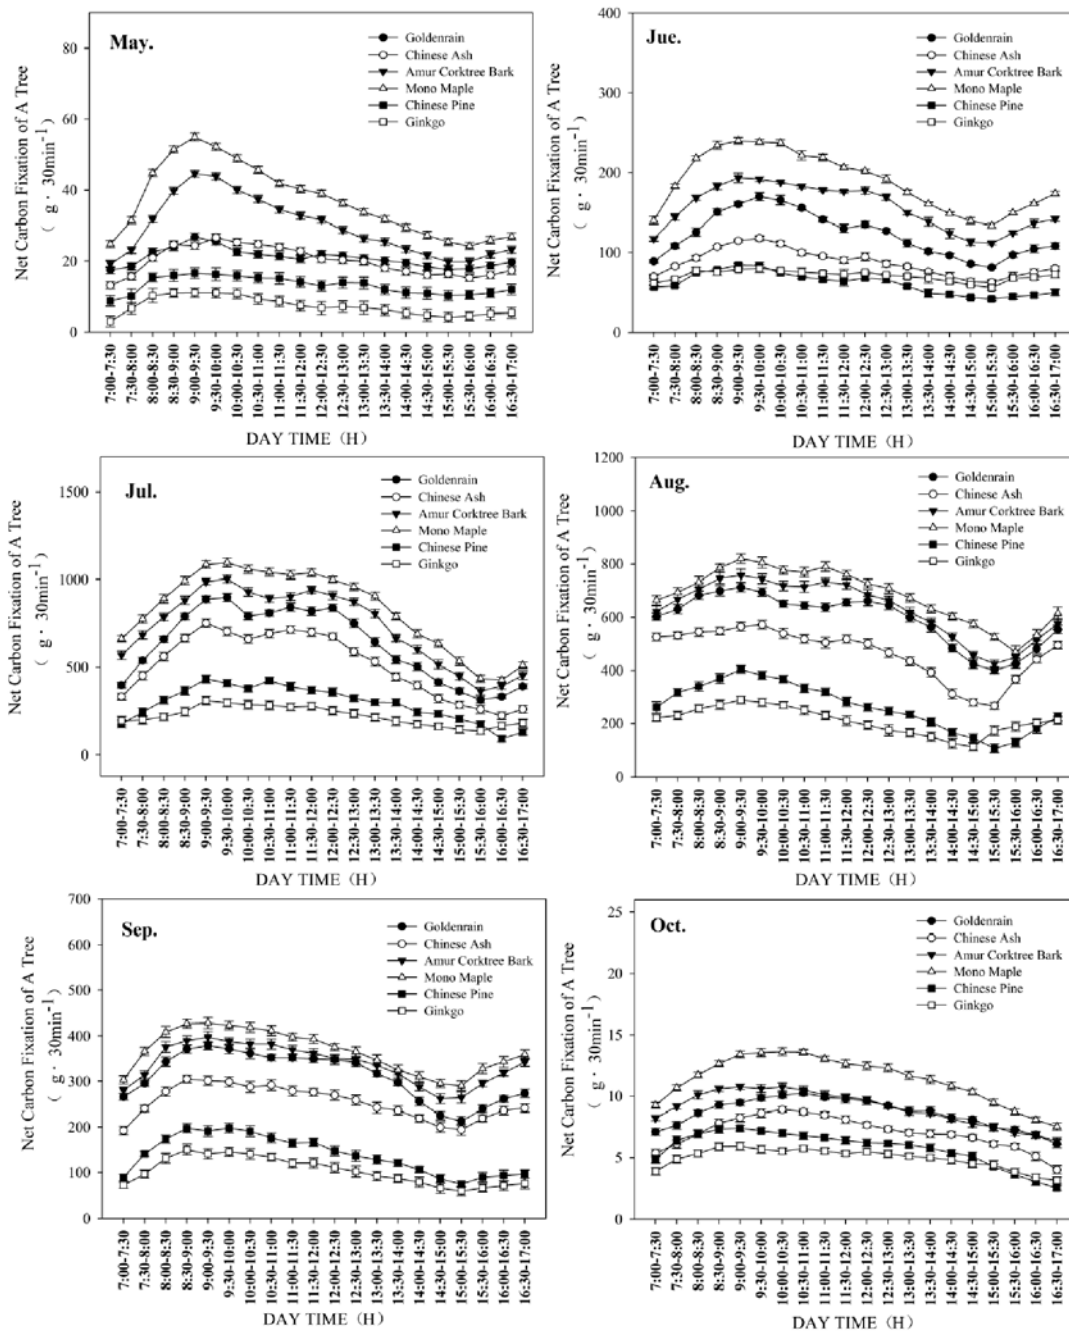 May.
Goldenrain
Chinese Ash
Amur Corktree Bark
Mono Maple
Chinese Pine
Ginkgo
Net Carbon Fixation of A Tree
( g · 30min⁻¹ )
80
60
40
20
0
7:00-7:30
7:30-8:00
8:00-8:30
8:30-9:00
9:00-9:30
9:30-10:00
10:00-10:30
10:30-11:00
11:00-11:30
11:30-12:00
12:00-12:30
12:30-13:00
13:00-13:30
13:30-14:00
14:00-14:30
14:30-15:00
15:00-15:30
15:30-16:00
16:00-16:30
16:30-17:00
DAY TIME (H)
Jue.
Goldenrain
Chinese Ash
Amur Corktree Bark
Mono Maple
Chinese Pine
Ginkgo
Net Carbon Fixation of A Tree
( g · 30min⁻¹ )
400
300
200
100
0
7:00-7:30
7:30-8:00
8:00-8:30
8:30-9:00
9:00-9:30
9:30-10:00
10:00-10:30
10:30-11:00
11:00-11:30
11:30-12:00
12:00-12:30
12:30-13:00
13:00-13:30
13:30-14:00
14:00-14:30
14:30-15:00
15:00-15:30
15:30-16:00
16:00-16:30
16:30-17:00
DAY TIME (H)
Jul.
Goldenrain
Chinese Ash
Amur Corktree Bark
Mono Maple
Chinese Pine
Ginkgo
Net Carbon Fixation of A Tree
( g · 30min⁻¹ )
1500
1000
500
0
7:00-7:30
7:30-8:00
8:00-8:30
8:30-9:00
9:00-9:30
9:30-10:00
10:00-10:30
10:30-11:00
11:00-11:30
11:30-12:00
12:00-12:30
12:30-13:00
13:00-13:30
13:30-14:00
14:00-14:30
14:30-15:00
15:00-15:30
15:30-16:00
16:00-16:30
16:30-17:00
DAY TIME (H)
Aug.
Goldenrain
Chinese Ash
Amur Corktree Bark
Mono Maple
Chinese Pine
Ginkgo
Net Carbon Fixation of A Tree
( g · 30min⁻¹ )
1200
1000
800
600
400
200
0
7:00-7:30
7:30-8:00
8:00-8:30
8:30-9:00
9:00-9:30
9:30-10:00
10:00-10:30
10:30-11:00
11:00-11:30
11:30-12:00
12:00-12:30
12:30-13:00
13:00-13:30
13:30-14:00
14:00-14:30
14:30-15:00
15:00-15:30
15:30-16:00
16:00-16:30
16:30-17:00
DAY TIME (H)
Sep.
Goldenrain
Chinese Ash
Amur Corktree Bark
Mono Maple
Chinese Pine
Ginkgo
Net Carbon Fixation of A Tree
( g · 30min⁻¹ )
700
600
500
400
300
200
100
0
7:00-7:30
7:30-8:00
8:00-8:30
8:30-9:00
9:00-9:30
9:30-10:00
10:00-10:30
10:30-11:00
11:00-11:30
11:30-12:00
12:00-12:30
12:30-13:00
13:00-13:30
13:30-14:00
14:00-14:30
14:30-15:00
15:00-15:30
15:30-16:00
16:00-16:30
16:30-17:00
DAY TIME (H)
Oct.
Goldenrain
Chinese Ash
Amur Corktree Bark
Mono Maple
Chinese Pine
Ginkgo
Net Carbon Fixation of A Tree
( g · 30min⁻¹ )
25
20
15
10
5
0
7:00-7:30
7:30-8:00
8:00-8:30
8:30-9:00
9:00-9:30
9:30-10:00
10:00-10:30
10:30-11:00
11:00-11:30
11:30-12:00
12:00-12:30
12:30-13:00
13:00-13:30
13:30-14:00
14:00-14:30
14:30-15:00
15:00-15:30
15:30-16:00
16:00-16:30
16:30-17:00
DAY TIME (H)